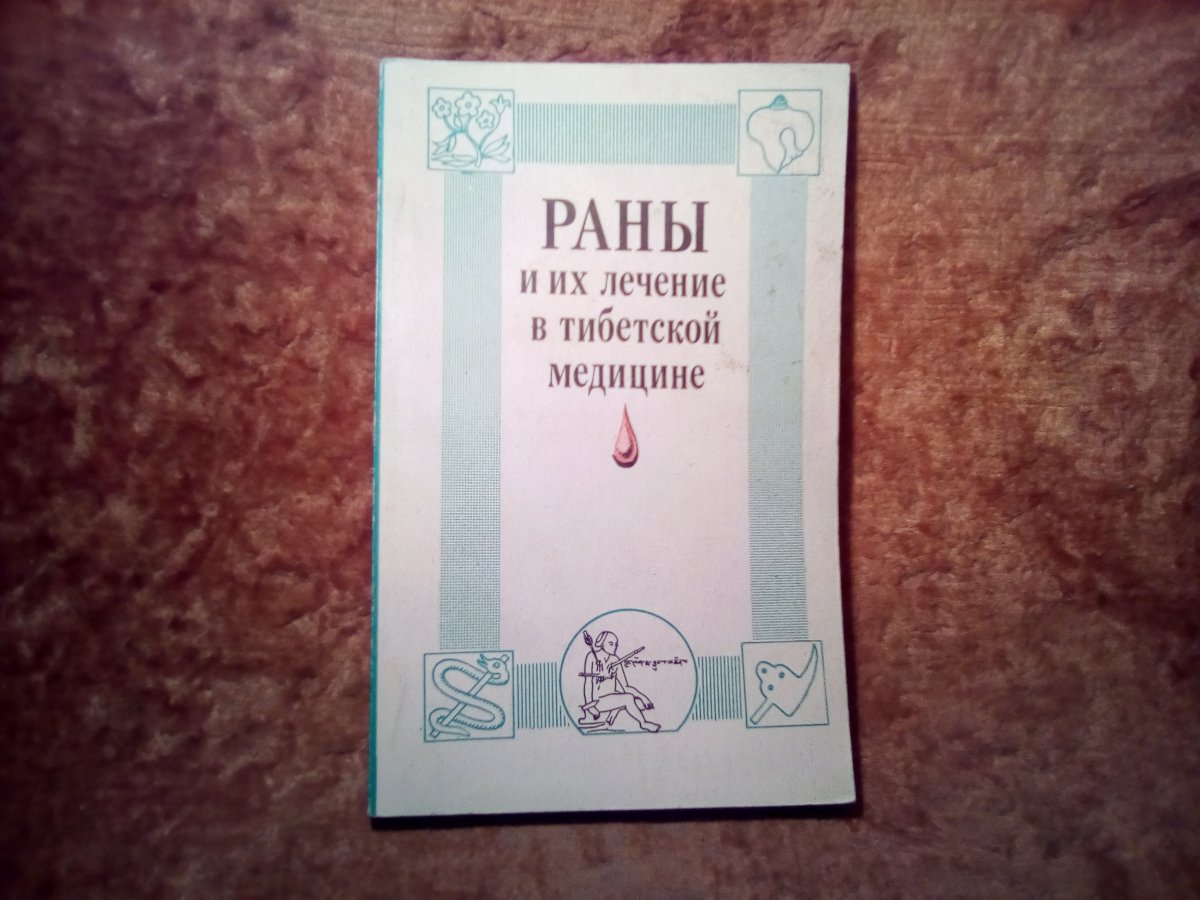 РАНЫ
и их лечение
в тибетской
медицине